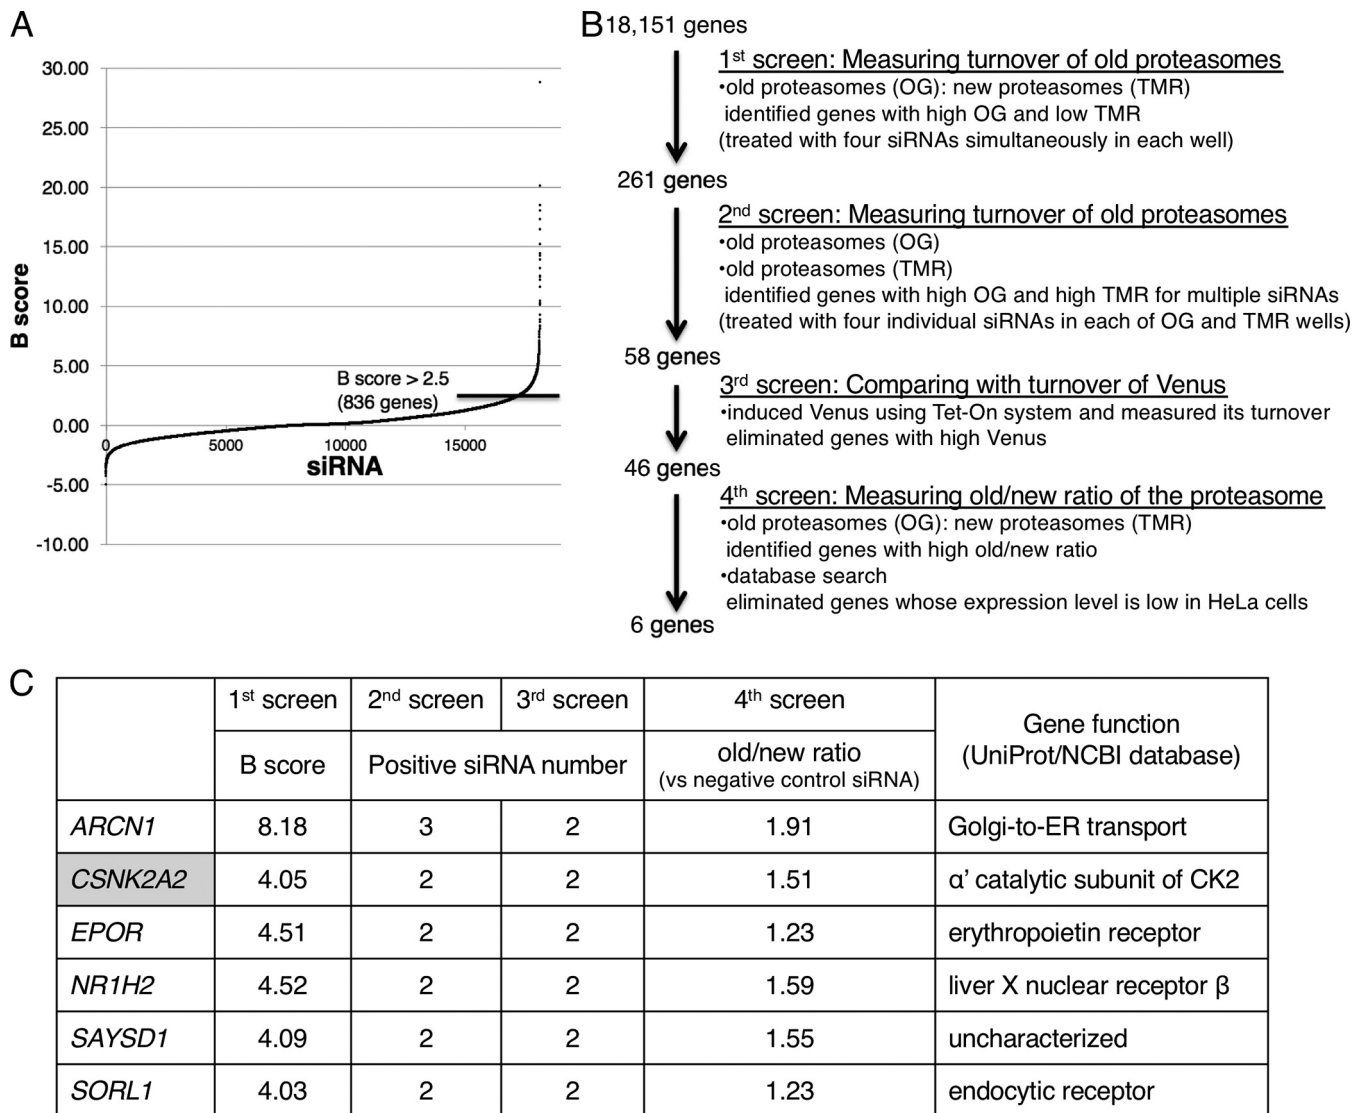 A
30.00
25.00
20.00
15.00
10.00
5.00
0.00
-5.00
-10.00
B score
B score > 2.5
(836 genes)
0
5000
10000
15000
siRNA
B
18,151 genes
1st screen: Measuring turnover of old proteasomes
•old proteasomes (OG): new proteasomes (TMR)
identified genes with high OG and low TMR
(treated with four siRNAs simultaneously in each well)
261 genes
2nd screen: Measuring turnover of old proteasomes
•old proteasomes (OG)
•old proteasomes (TMR)
identified genes with high OG and high TMR for multiple siRNAs
(treated with four individual siRNAs in each of OG and TMR wells)
58 genes
3rd screen: Comparing with turnover of Venus
•induced Venus using Tet-On system and measured its turnover
eliminated genes with high Venus
46 genes
4th screen: Measuring old/new ratio of the proteasome
•old proteasomes (OG): new proteasomes (TMR)
identified genes with high old/new ratio
•database search
eliminated genes whose expression level is low in HeLa cells
6 genes
C
1st screen 2nd screen 3rd screen 4th screen Gene function
(UniProt/NCBI database)
B score Positive siRNA number old/new ratio
(vs negative control siRNA)
ARCN1 8.18 3 2 1.91 Golgi-to-ER transport
CSNK2A2 4.05 2 2 1.51 α’ catalytic subunit of CK2
EPOR 4.51 2 2 1.23 erythropoietin receptor
NR1H2 4.52 2 2 1.59 liver X nuclear receptor β
SAYSD1 4.09 2 2 1.55 uncharacterized
SORL1 4.03 2 2 1.23 endocytic receptor